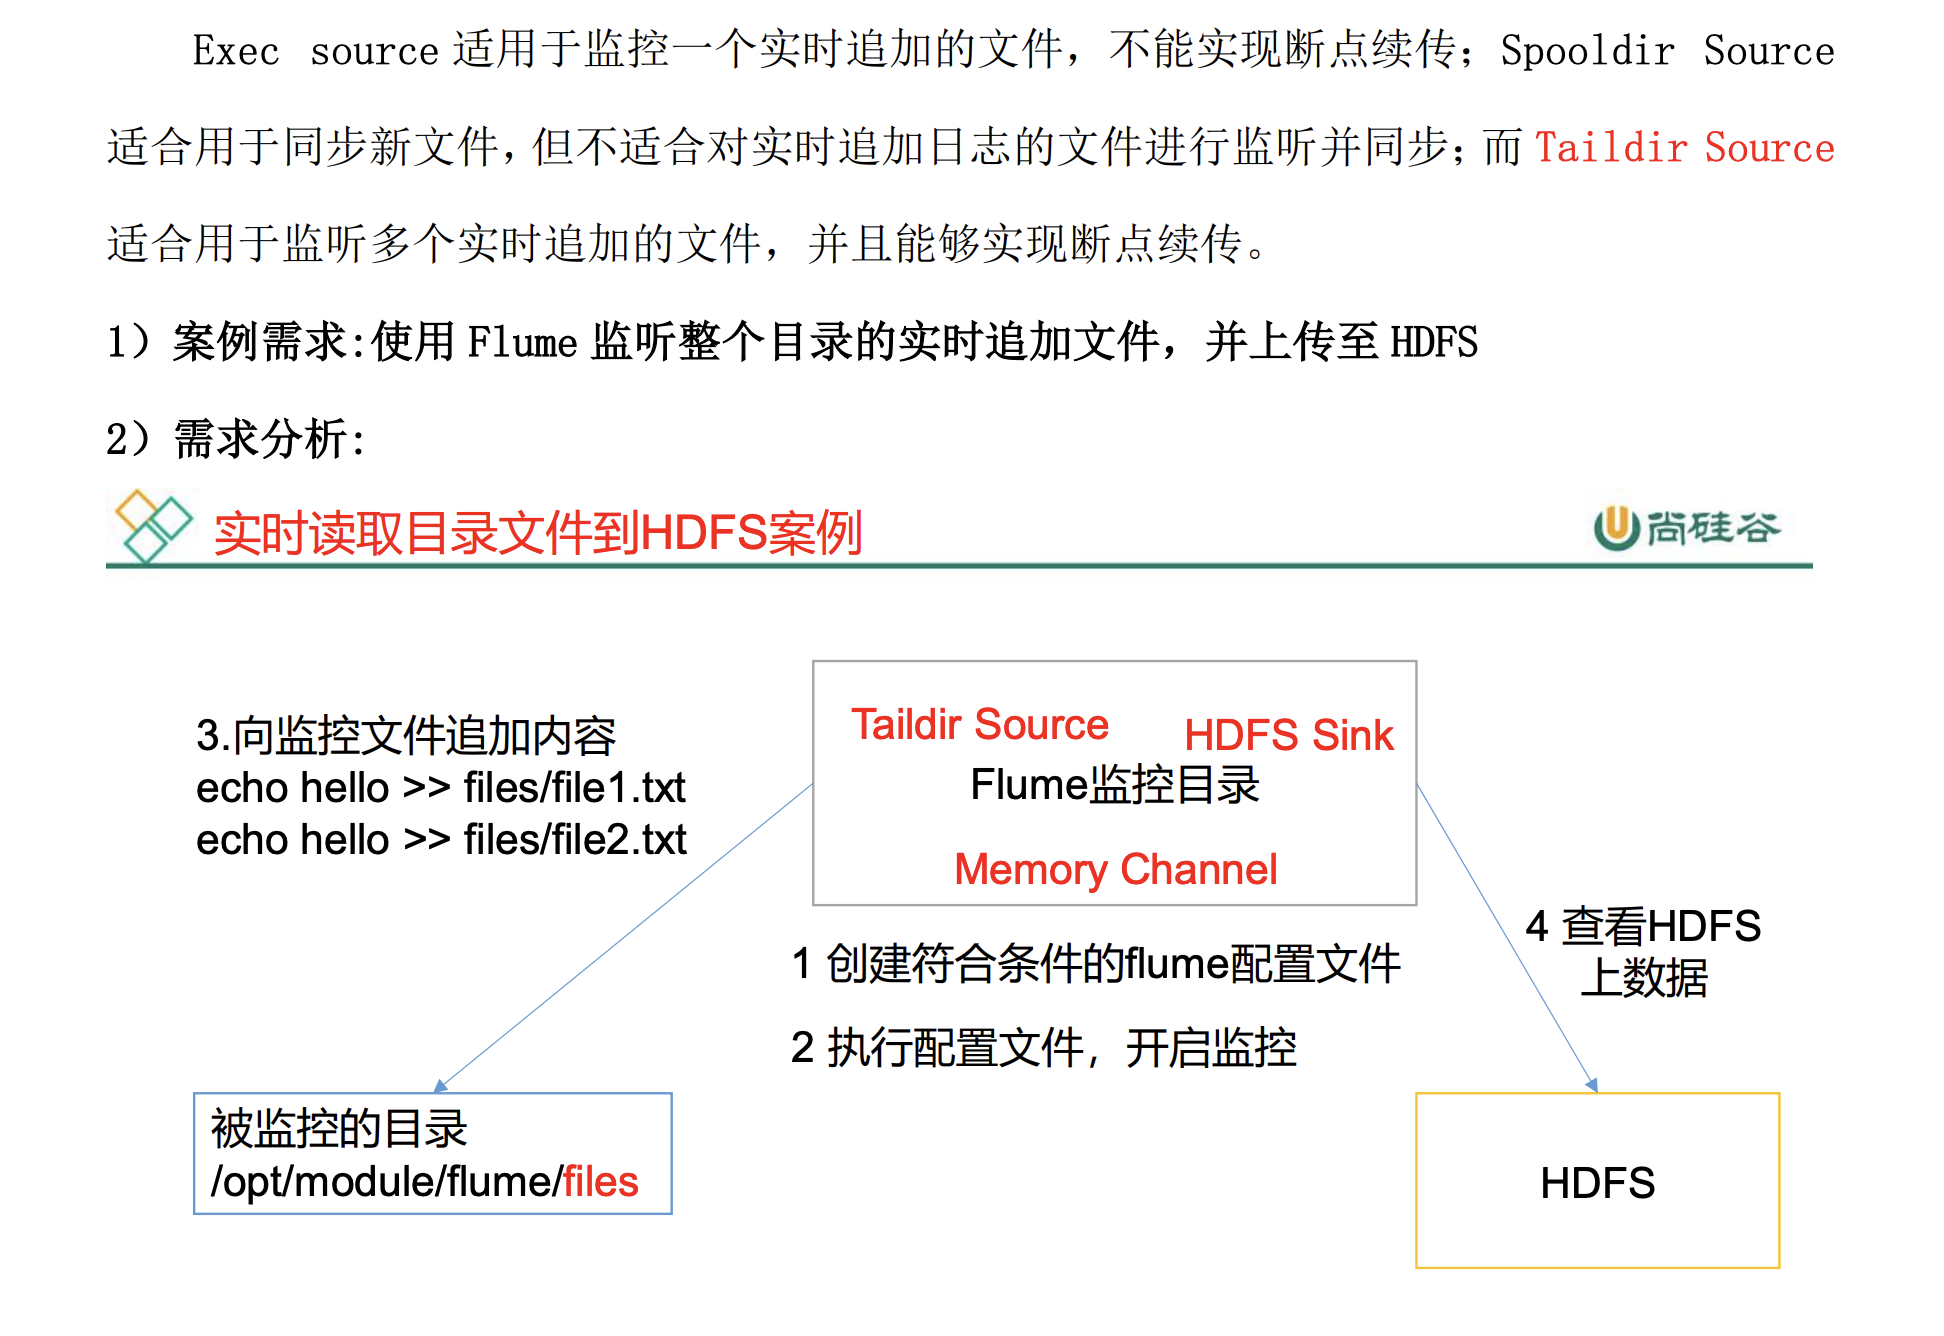 Exec source 适用于监控一个实时追加的文件，不能实现断点续传；Spooldir Source
适合用于同步新文件，但不适合对实时追加日志的文件进行监听并同步；而 Taildir Source
适合用于监听多个实时追加的文件，并且能够实现断点续传。
1）案例需求:使用 Flume 监听整个目录的实时追加文件，并上传至 HDFS
2）需求分析:
实时读取目录文件到HDFS案例
尚硅谷
3.向监控文件追加内容
echo hello >> files/file1.txt
echo hello >> files/file2.txt
Taildir Source
HDFS Sink
Flume监控目录
Memory Channel
1 创建符合条件的flume配置文件
2 执行配置文件，开启监控
4 查看HDFS
上数据
被监控的目录
/opt/module/flume/files
HDFS